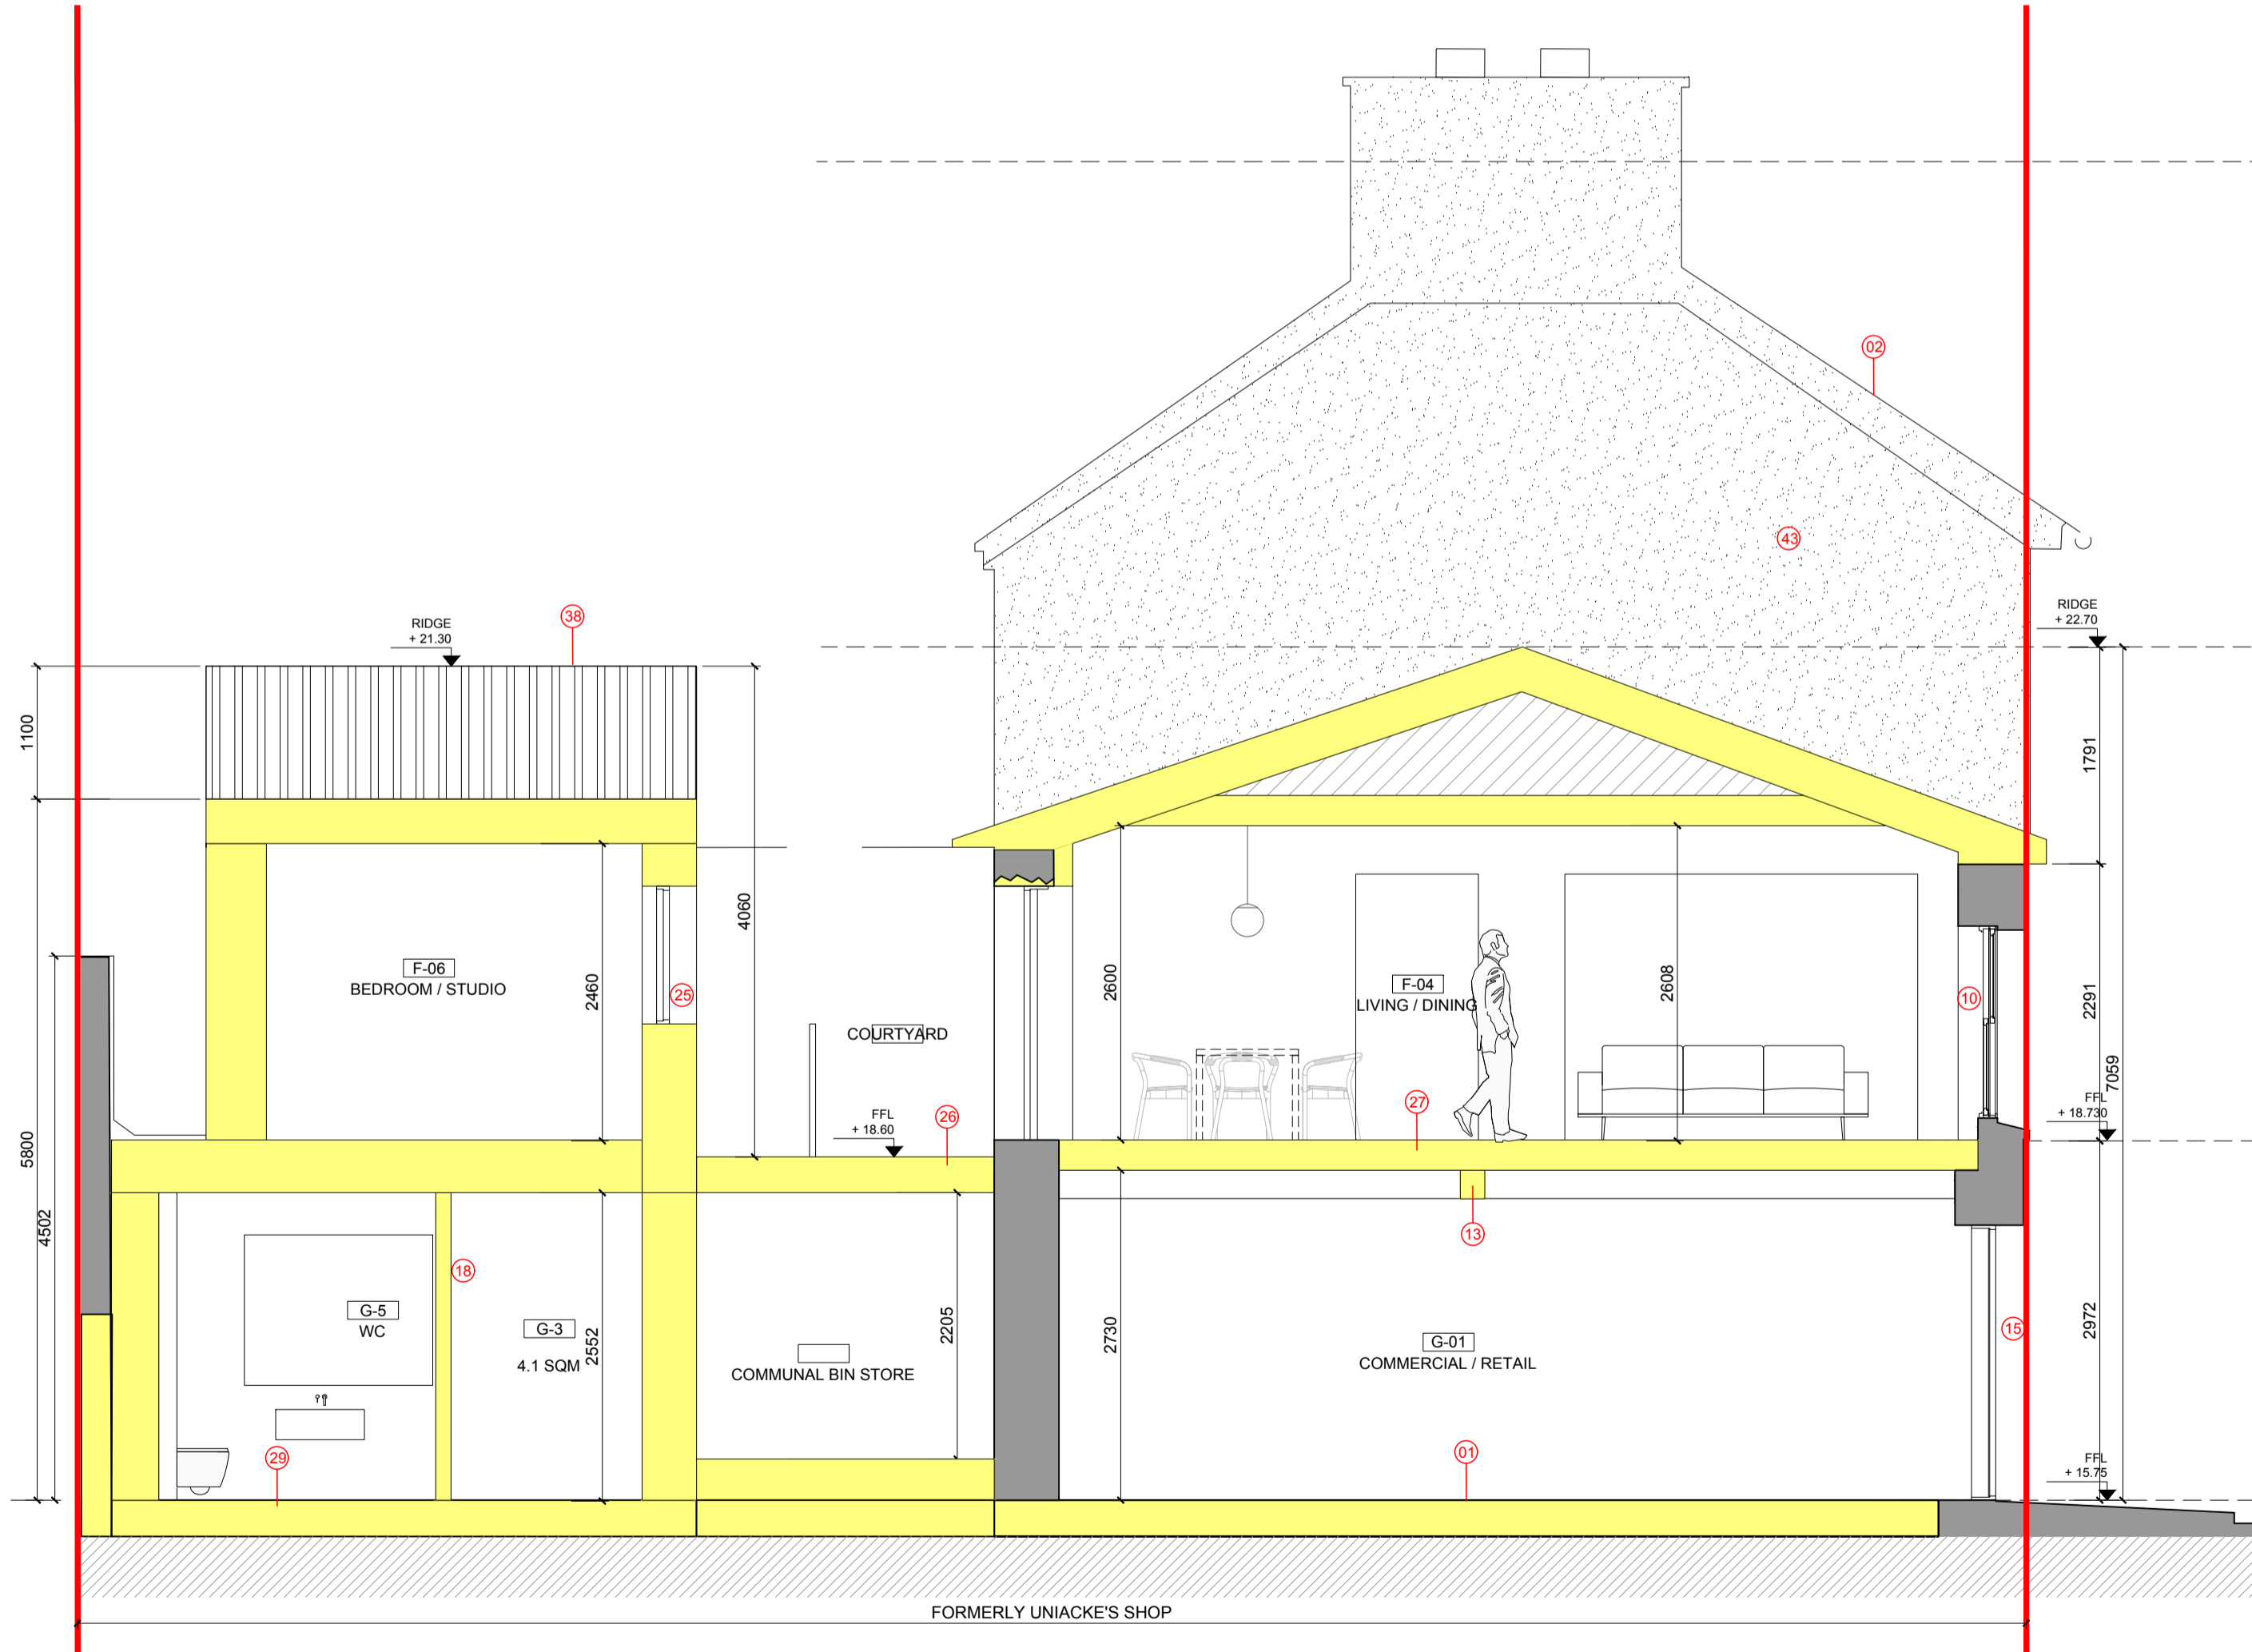 02
43
RIDGE
+ 21.30
38
RIDGE
+ 22.70
1100
1791
4060
2460
2600
2608
2291
7059
F-06
BEDROOM / STUDIO
25
COURTYARD
F-04
LIVING / DINING
10
FFL
+ 18.60
26
27
FFL
+ 18.730
5800
4502
13
18
G-5
WC
G-3
4.1 SQM
2552
2205
COMMUNAL BIN STORE
2730
G-01
COMMERCIAL / RETAIL
15
2972
29
01
FFL
+ 15.75
FORMERLY UNIACKE'S SHOP